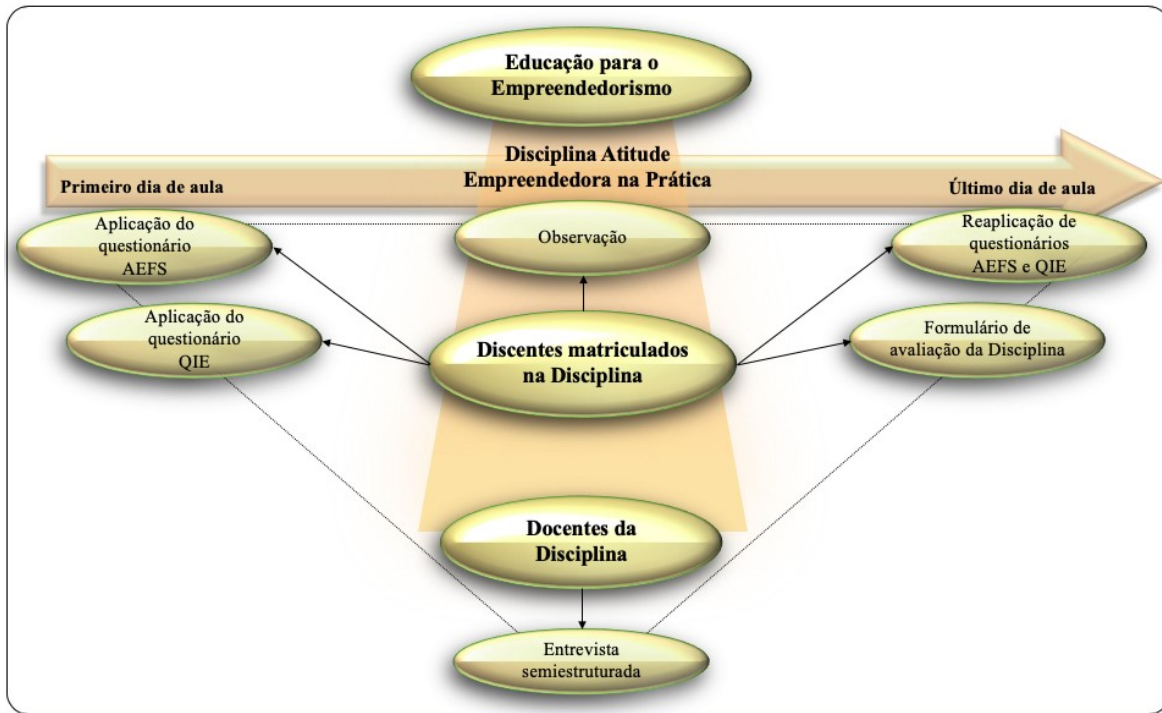 Educação para o
Empreendedorismo
Disciplina Atitude
Empreendedora na Prática
Primeiro dia de aula
Último dia de aula
Aplicação do
questionário
AEFS
Observação
Reaplicação de
questionários
AEFS e QIE
Aplicação do
questionário
QIE
Discentes matriculados
na Disciplina
Formulário de
avaliação da Disciplina
Docentes da
Disciplina
Entrevista
semiestruturada